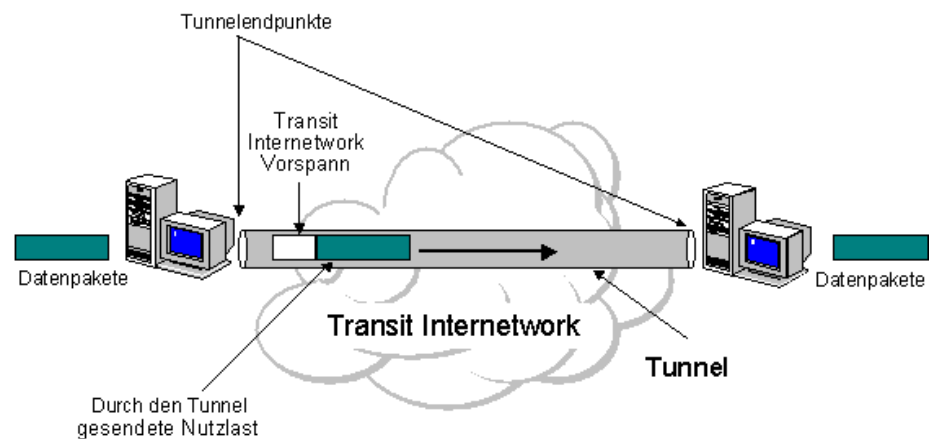 Tunnelendpunkte
Transit
Internetwork
Vorspann
Datenpakete
Datenpakete
Transit Internetwork
Tunnel
Durch den Tunnel
gesendete Nutzlast